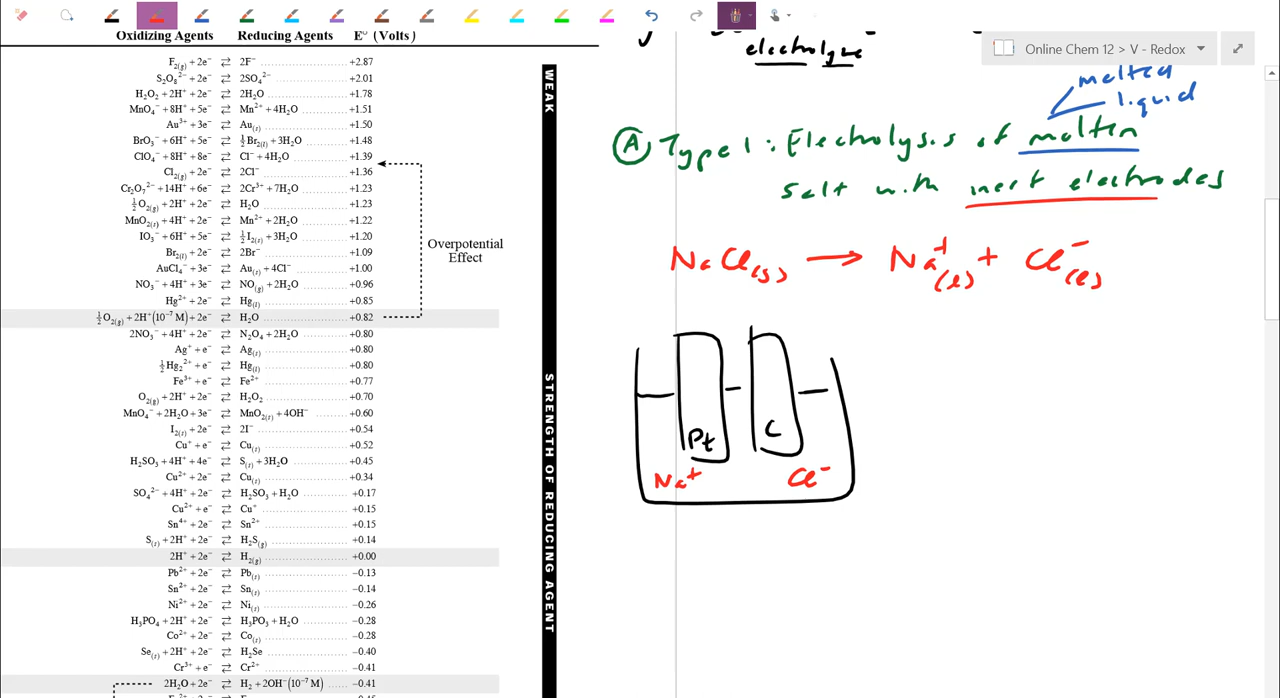 Oxidizing Agents Reducing Agents E° (Volts)
F₂(g) + 2e⁻ ⇄ 2F⁻ +2.87
S₂O₈²⁻ + 2e⁻ ⇄ 2SO₄²⁻ +2.01
H₂O₂ + 2H⁺ + 2e⁻ ⇄ 2H₂O +1.78
MnO₄⁻ + 8H⁺ + 5e⁻ ⇄ Mn²⁺ + 4H₂O +1.51
Au³⁺ + 3e⁻ ⇄ Au(s) +1.50
BrO₃⁻ + 6H⁺ + 5e⁻ ⇄ ½Br₂(l) + 3H₂O +1.48
ClO₄⁻ + 8H⁺ + 8e⁻ ⇄ Cl⁻ + 4H₂O +1.39
Cl₂(g) + 2e⁻ ⇄ 2Cl⁻ +1.36
Cr₂O₇²⁻ + 14H⁺ + 6e⁻ ⇄ 2Cr³⁺ + 7H₂O +1.23
½O₂(g) + 2H⁺ + 2e⁻ ⇄ H₂O +1.23
MnO₂(s) + 4H⁺ + 2e⁻ ⇄ Mn²⁺ + 2H₂O +1.22
IO₃⁻ + 6H⁺ + 5e⁻ ⇄ ½I₂(s) + 3H₂O +1.20
Br₂(l) + 2e⁻ ⇄ 2Br⁻ +1.09
AuCl₄⁻ + 3e⁻ ⇄ Au(s) + 4Cl⁻ +1.00
NO₃⁻ + 4H⁺ + 3e⁻ ⇄ NO(g) + 2H₂O +0.96
Hg²⁺ + 2e⁻ ⇄ Hg(l) +0.85
½O₂(g) + 2H⁺(10⁻⁷ M) + 2e⁻ ⇄ H₂O +0.82
2NO₃⁻ + 4H⁺ + 2e⁻ ⇄ N₂O₄ + 2H₂O +0.80
Ag⁺ + e⁻ ⇄ Ag(s) +0.80
½Hg₂²⁺ + e⁻ ⇄ Hg(l) +0.80
Fe³⁺ + e⁻ ⇄ Fe²⁺ +0.77
O₂(g) + 2H⁺ + 2e⁻ ⇄ H₂O₂ +0.70
MnO₄⁻ + 2H₂O + 3e⁻ ⇄ MnO₂(s) + 4OH⁻ +0.60
I₂(s) + 2e⁻ ⇄ 2I⁻ +0.54
Cu⁺ + e⁻ ⇄ Cu(s) +0.52
H₂SO₃ + 4H⁺ + 4e⁻ ⇄ S(s) + 3H₂O +0.45
Cu²⁺ + 2e⁻ ⇄ Cu(s) +0.34
SO₄²⁻ + 4H⁺ + 2e⁻ ⇄ H₂SO₃ + H₂O +0.17
Cu²⁺ + e⁻ ⇄ Cu⁺ +0.15
Sn⁴⁺ + 2e⁻ ⇄ Sn²⁺ +0.15
S(s) + 2H⁺ + 2e⁻ ⇄ H₂S(g) +0.14
2H⁺ + 2e⁻ ⇄ H₂(g) +0.00
Pb²⁺ + 2e⁻ ⇄ Pb(s) −0.13
Sn²⁺ + 2e⁻ ⇄ Sn(s) −0.14
Ni²⁺ + 2e⁻ ⇄ Ni(s) −0.26
H₃PO₄ + 2H⁺ + 2e⁻ ⇄ H₃PO₃ + H₂O −0.28
Co²⁺ + 2e⁻ ⇄ Co(s) −0.28
Se(s) + 2H⁺ + 2e⁻ ⇄ H₂Se −0.40
Cr³⁺ + e⁻ ⇄ Cr²⁺ −0.41
2H₂O + 2e⁻ ⇄ H₂ + 2OH⁻(10⁻⁷ M) −0.41
Overpotential
Effect
WEAK
STRENGTH OF REDUCING AGENT
Online Chem 12 > V - Redox
electrolyte
melted
liquid
(A) Type 1 : Electrolysis of molten
salt with inert electrodes
NaCl(s) → Na⁺(l) + Cl⁻(l)
Pt C
Na⁺ Cl⁻